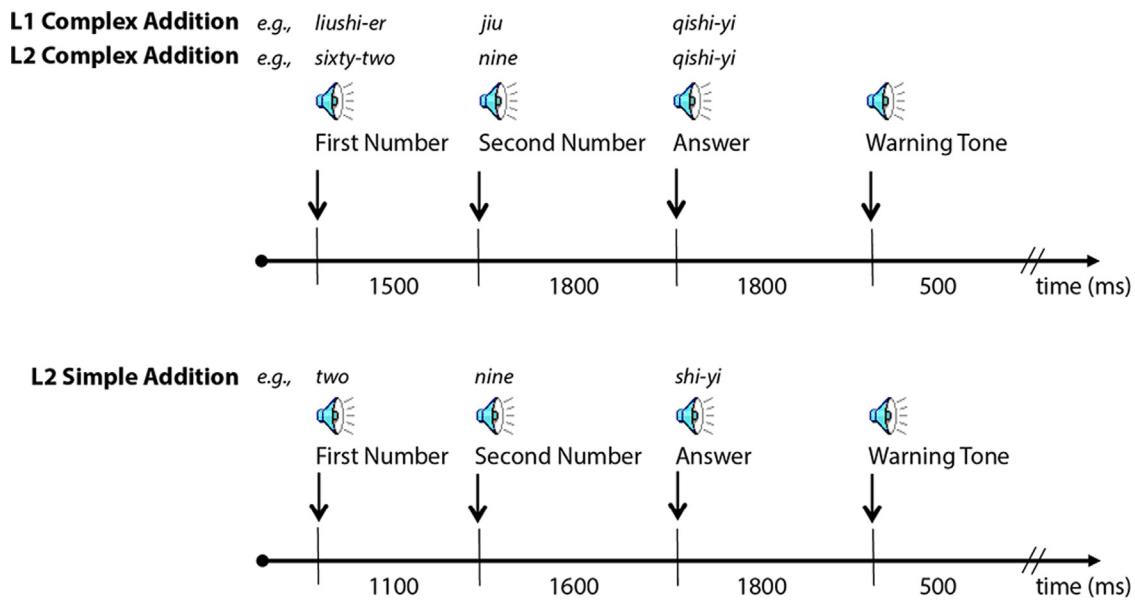 L1 Complex Addition e.g., liushi-er jiu qishi-yi
L2 Complex Addition e.g., sixty-two nine qishi-yi
First Number Second Number Answer Warning Tone
1500 1800 1800 500 time (ms)
L2 Simple Addition e.g., two nine shi-yi
First Number Second Number Answer Warning Tone
1100 1600 1800 500 time (ms)